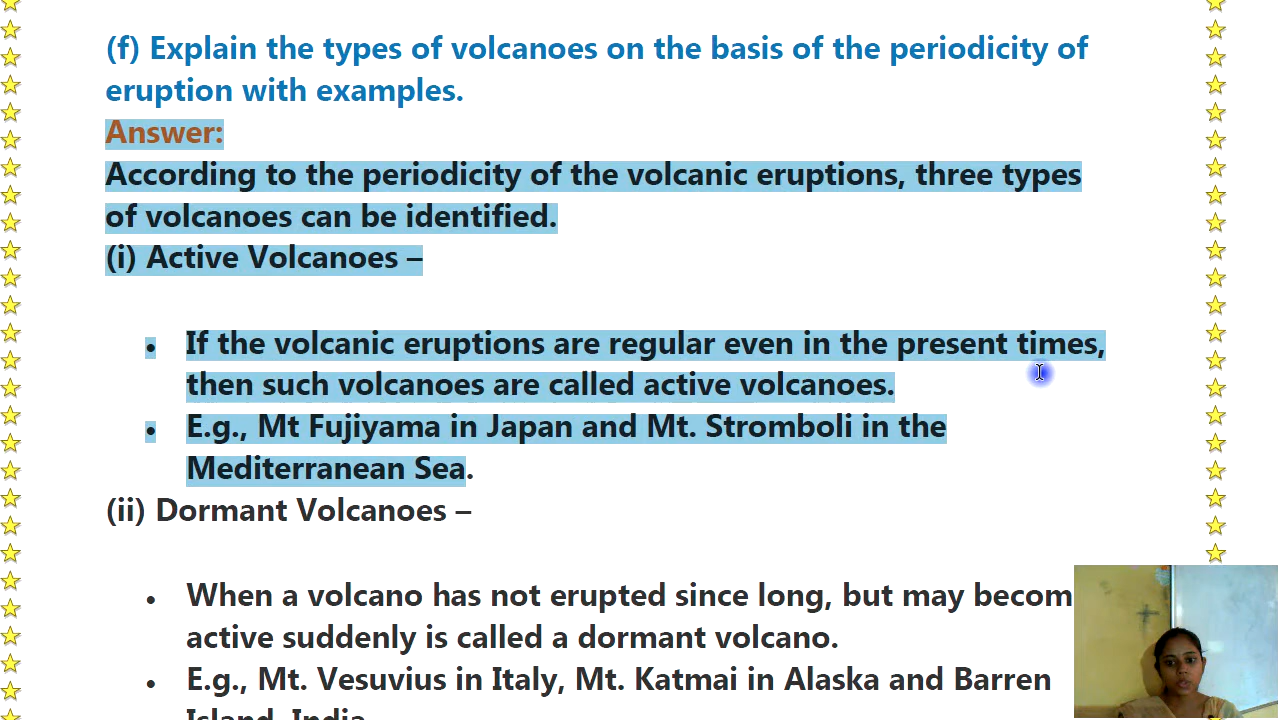 (f) Explain the types of volcanoes on the basis of the periodicity of
eruption with examples.
Answer:
According to the periodicity of the volcanic eruptions, three types
of volcanoes can be identified.
(i) Active Volcanoes –
• If the volcanic eruptions are regular even in the present times,
then such volcanoes are called active volcanoes.
• E.g., Mt Fujiyama in Japan and Mt. Stromboli in the
Mediterranean Sea.
(ii) Dormant Volcanoes –
• When a volcano has not erupted since long, but may becom
active suddenly is called a dormant volcano.
• E.g., Mt. Vesuvius in Italy, Mt. Katmai in Alaska and Barren
Island, India